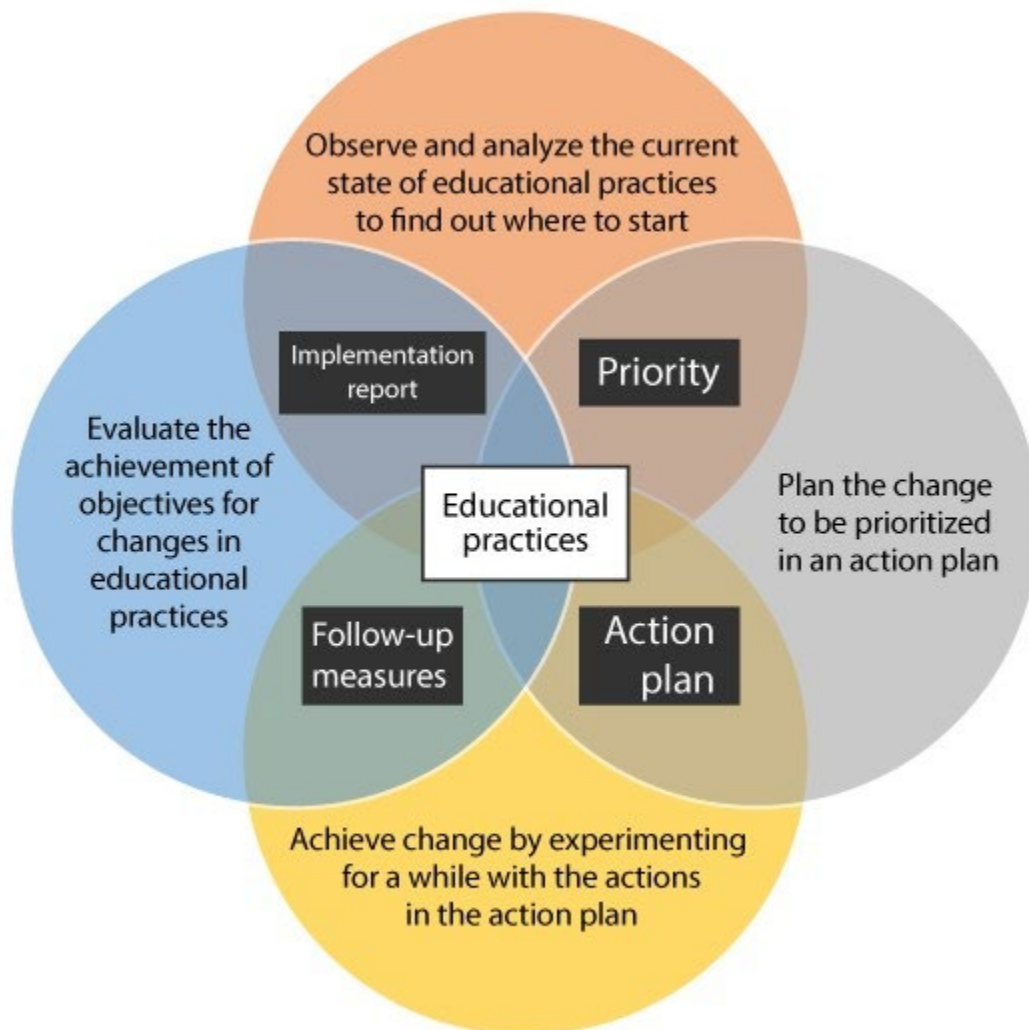 Observe and analyze the current
state of educational practices
to find out where to start
Implementation
report
Priority
Evaluate the
achievement of
objectives for
changes in
educational
practices
Educational
practices
Plan the change
to be prioritized
in an action plan
Follow-up
measures
Action
plan
Achieve change by experimenting
for a while with the actions
in the action plan